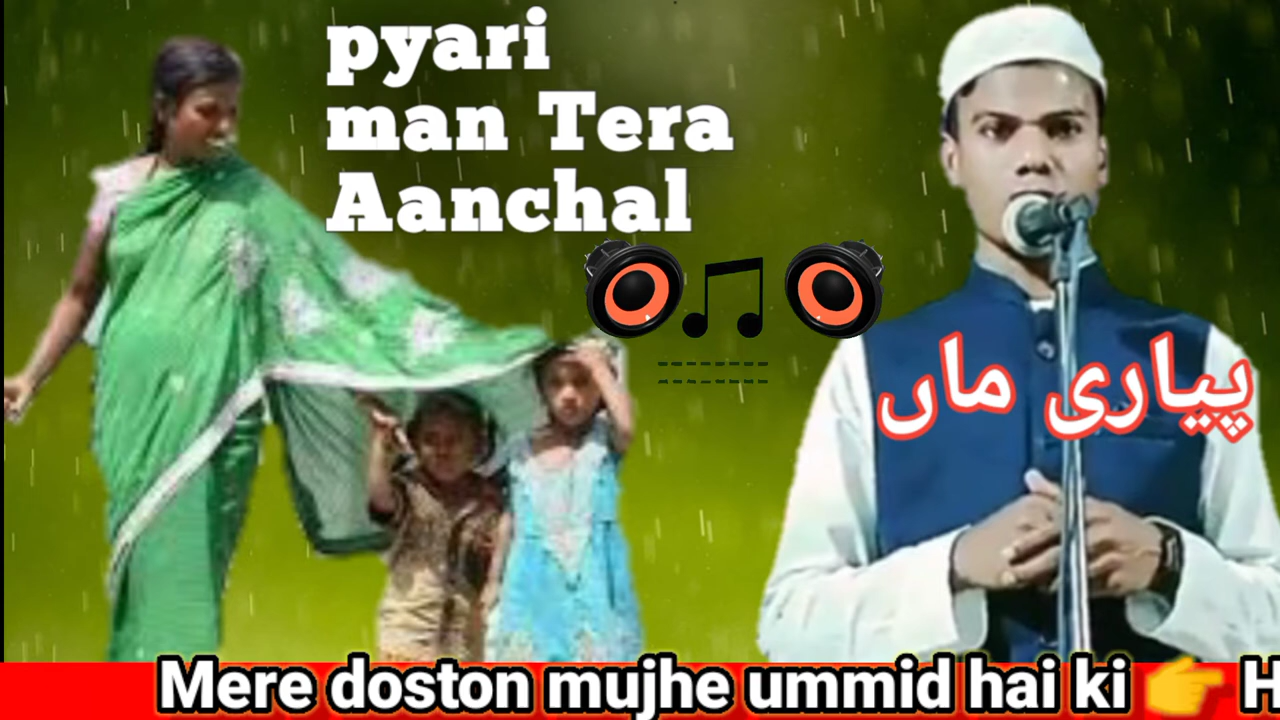 pyari
man Tera
Aanchal
پیاری ماں
Mere doston mujhe ummid hai ki 👉 H